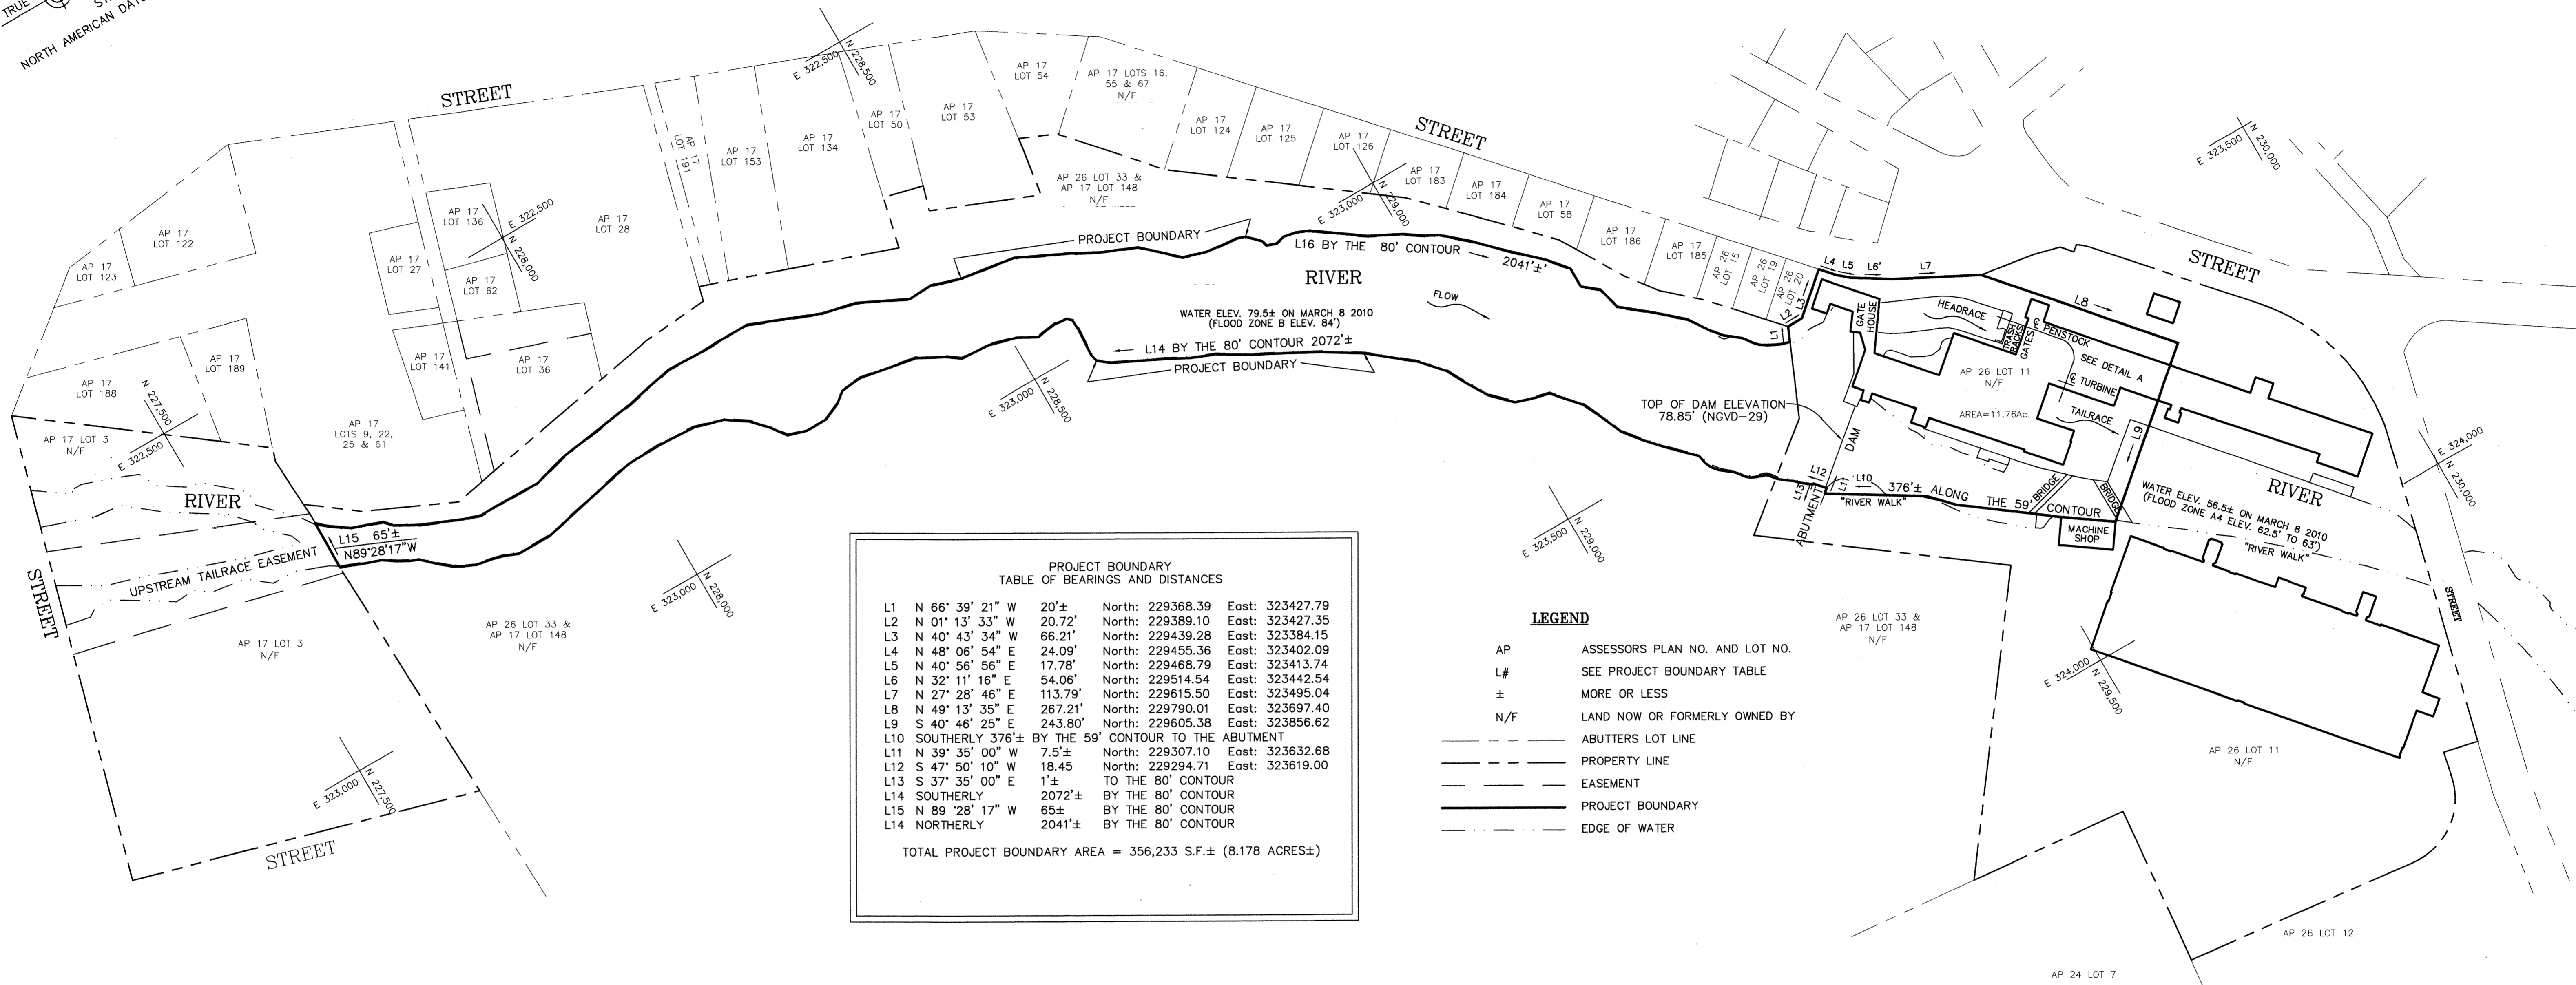 TRUE
NORTH AMERICAN
STREET
E 322,500
N 228,500
AP 17
LOT 54
AP 17 LOTS 16,
55 & 67
N/F
AP 17
LOT 53
AP 17
LOT 50
AP 17
LOT 134
AP 17
LOT 153
AP 17
LOT 191
AP 17
LOT 124
AP 17
LOT 125
AP 17
LOT 126
STREET
AP 17
LOT 183
AP 17
LOT 184
AP 17
LOT 58
AP 17
LOT 186
AP 17
LOT 185
AP 26
LOT 15
AP 26
LOT 19
AP 26
LOT 20
AP 26 LOT 33 &
AP 17 LOT 148
N/F
E 323,000
N 229,000
E 323,500
N 230,000
STREET
AP 17
LOT 122
AP 17
LOT 123
AP 17
LOT 27
AP 17
LOT 136
AP 17
LOT 62
E 322,500
N 228,000
AP 17
LOT 28
AP 17
LOT 141
AP 17
LOT 36
AP 17
LOT 189
AP 17
LOT 188
N 227,500
E 322,500
AP 17 LOT 3
N/F
AP 17
LOTS 9, 22,
25 & 61
PROJECT BOUNDARY
L16 BY THE 80' CONTOUR
2041'±'
RIVER
FLOW
WATER ELEV. 79.5± ON MARCH 8 2010
(FLOOD ZONE B ELEV. 84')
L14 BY THE 80' CONTOUR 2072'±
PROJECT BOUNDARY
E 323,000
N 228,500
L1
L2
L3
L4
L5
L6'
L7
L8
GATE
HOUSE
HEADRACE
TRASH
RACKS
GATES
℄ PENSTOCK
SEE DETAIL A
℄ TURBINE
TAILRACE
L9
AP 26 LOT 11
N/F
AREA=11.76Ac.
TOP OF DAM ELEVATION
78.85' (NGVD-29)
DAM
L12
L13
L11
L10
ABUTMENT
376'± ALONG THE 59' CONTOUR
"RIVER WALK"
BRIDGE
BRIDGE
MACHINE
SHOP
RIVER
WATER ELEV. 56.5± ON MARCH 8 2010
(FLOOD ZONE A4 ELEV. 62.5' TO 63')
"RIVER WALK"
E 324,000
N 230,000
STREET
RIVER
UPSTREAM TAILRACE EASEMENT
L15 65'±
N89°28'17"W
STREET
AP 17 LOT 3
N/F
AP 26 LOT 33 &
AP 17 LOT 148
N/F
E 323,000
N 228,000
E 323,000
N 227,500
STREET
E 323,500
N 229,000
PROJECT BOUNDARY
TABLE OF BEARINGS AND DISTANCES
L1 N 66° 39' 21" W 20'± North: 229368.39 East: 323427.79
L2 N 01° 13' 33" W 20.72' North: 229389.10 East: 323427.35
L3 N 40° 43' 34" W 66.21' North: 229439.28 East: 323384.15
L4 N 48° 06' 54" E 24.09' North: 229455.36 East: 323402.09
L5 N 40° 56' 56" E 17.78' North: 229468.79 East: 323413.74
L6 N 32° 11' 16" E 54.06' North: 229514.54 East: 323442.54
L7 N 27° 28' 46" E 113.79' North: 229615.50 East: 323495.04
L8 N 49° 13' 35" E 267.21' North: 229790.01 East: 323697.40
L9 S 40° 46' 25" E 243.80' North: 229605.38 East: 323856.62
L10 SOUTHERLY 376'± BY THE 59' CONTOUR TO THE ABUTMENT
L11 N 39° 35' 00" W 7.5'± North: 229307.10 East: 323632.68
L12 S 47° 50' 10" W 18.45 North: 229294.71 East: 323619.00
L13 S 37° 35' 00" E 1'± TO THE 80' CONTOUR
L14 SOUTHERLY 2072'± BY THE 80' CONTOUR
L15 N 89 °28' 17" W 65± BY THE 80' CONTOUR
L14 NORTHERLY 2041'± BY THE 80' CONTOUR
TOTAL PROJECT BOUNDARY AREA = 356,233 S.F.± (8.178 ACRES±)
LEGEND
AP ASSESSORS PLAN NO. AND LOT NO.
L# SEE PROJECT BOUNDARY TABLE
± MORE OR LESS
N/F LAND NOW OR FORMERLY OWNED BY
ABUTTERS LOT LINE
PROPERTY LINE
EASEMENT
PROJECT BOUNDARY
EDGE OF WATER
AP 26 LOT 33 &
AP 17 LOT 148
N/F
E 324,000
N 229,500
AP 26 LOT 11
N/F
AP 26 LOT 12
AP 24 LOT 7